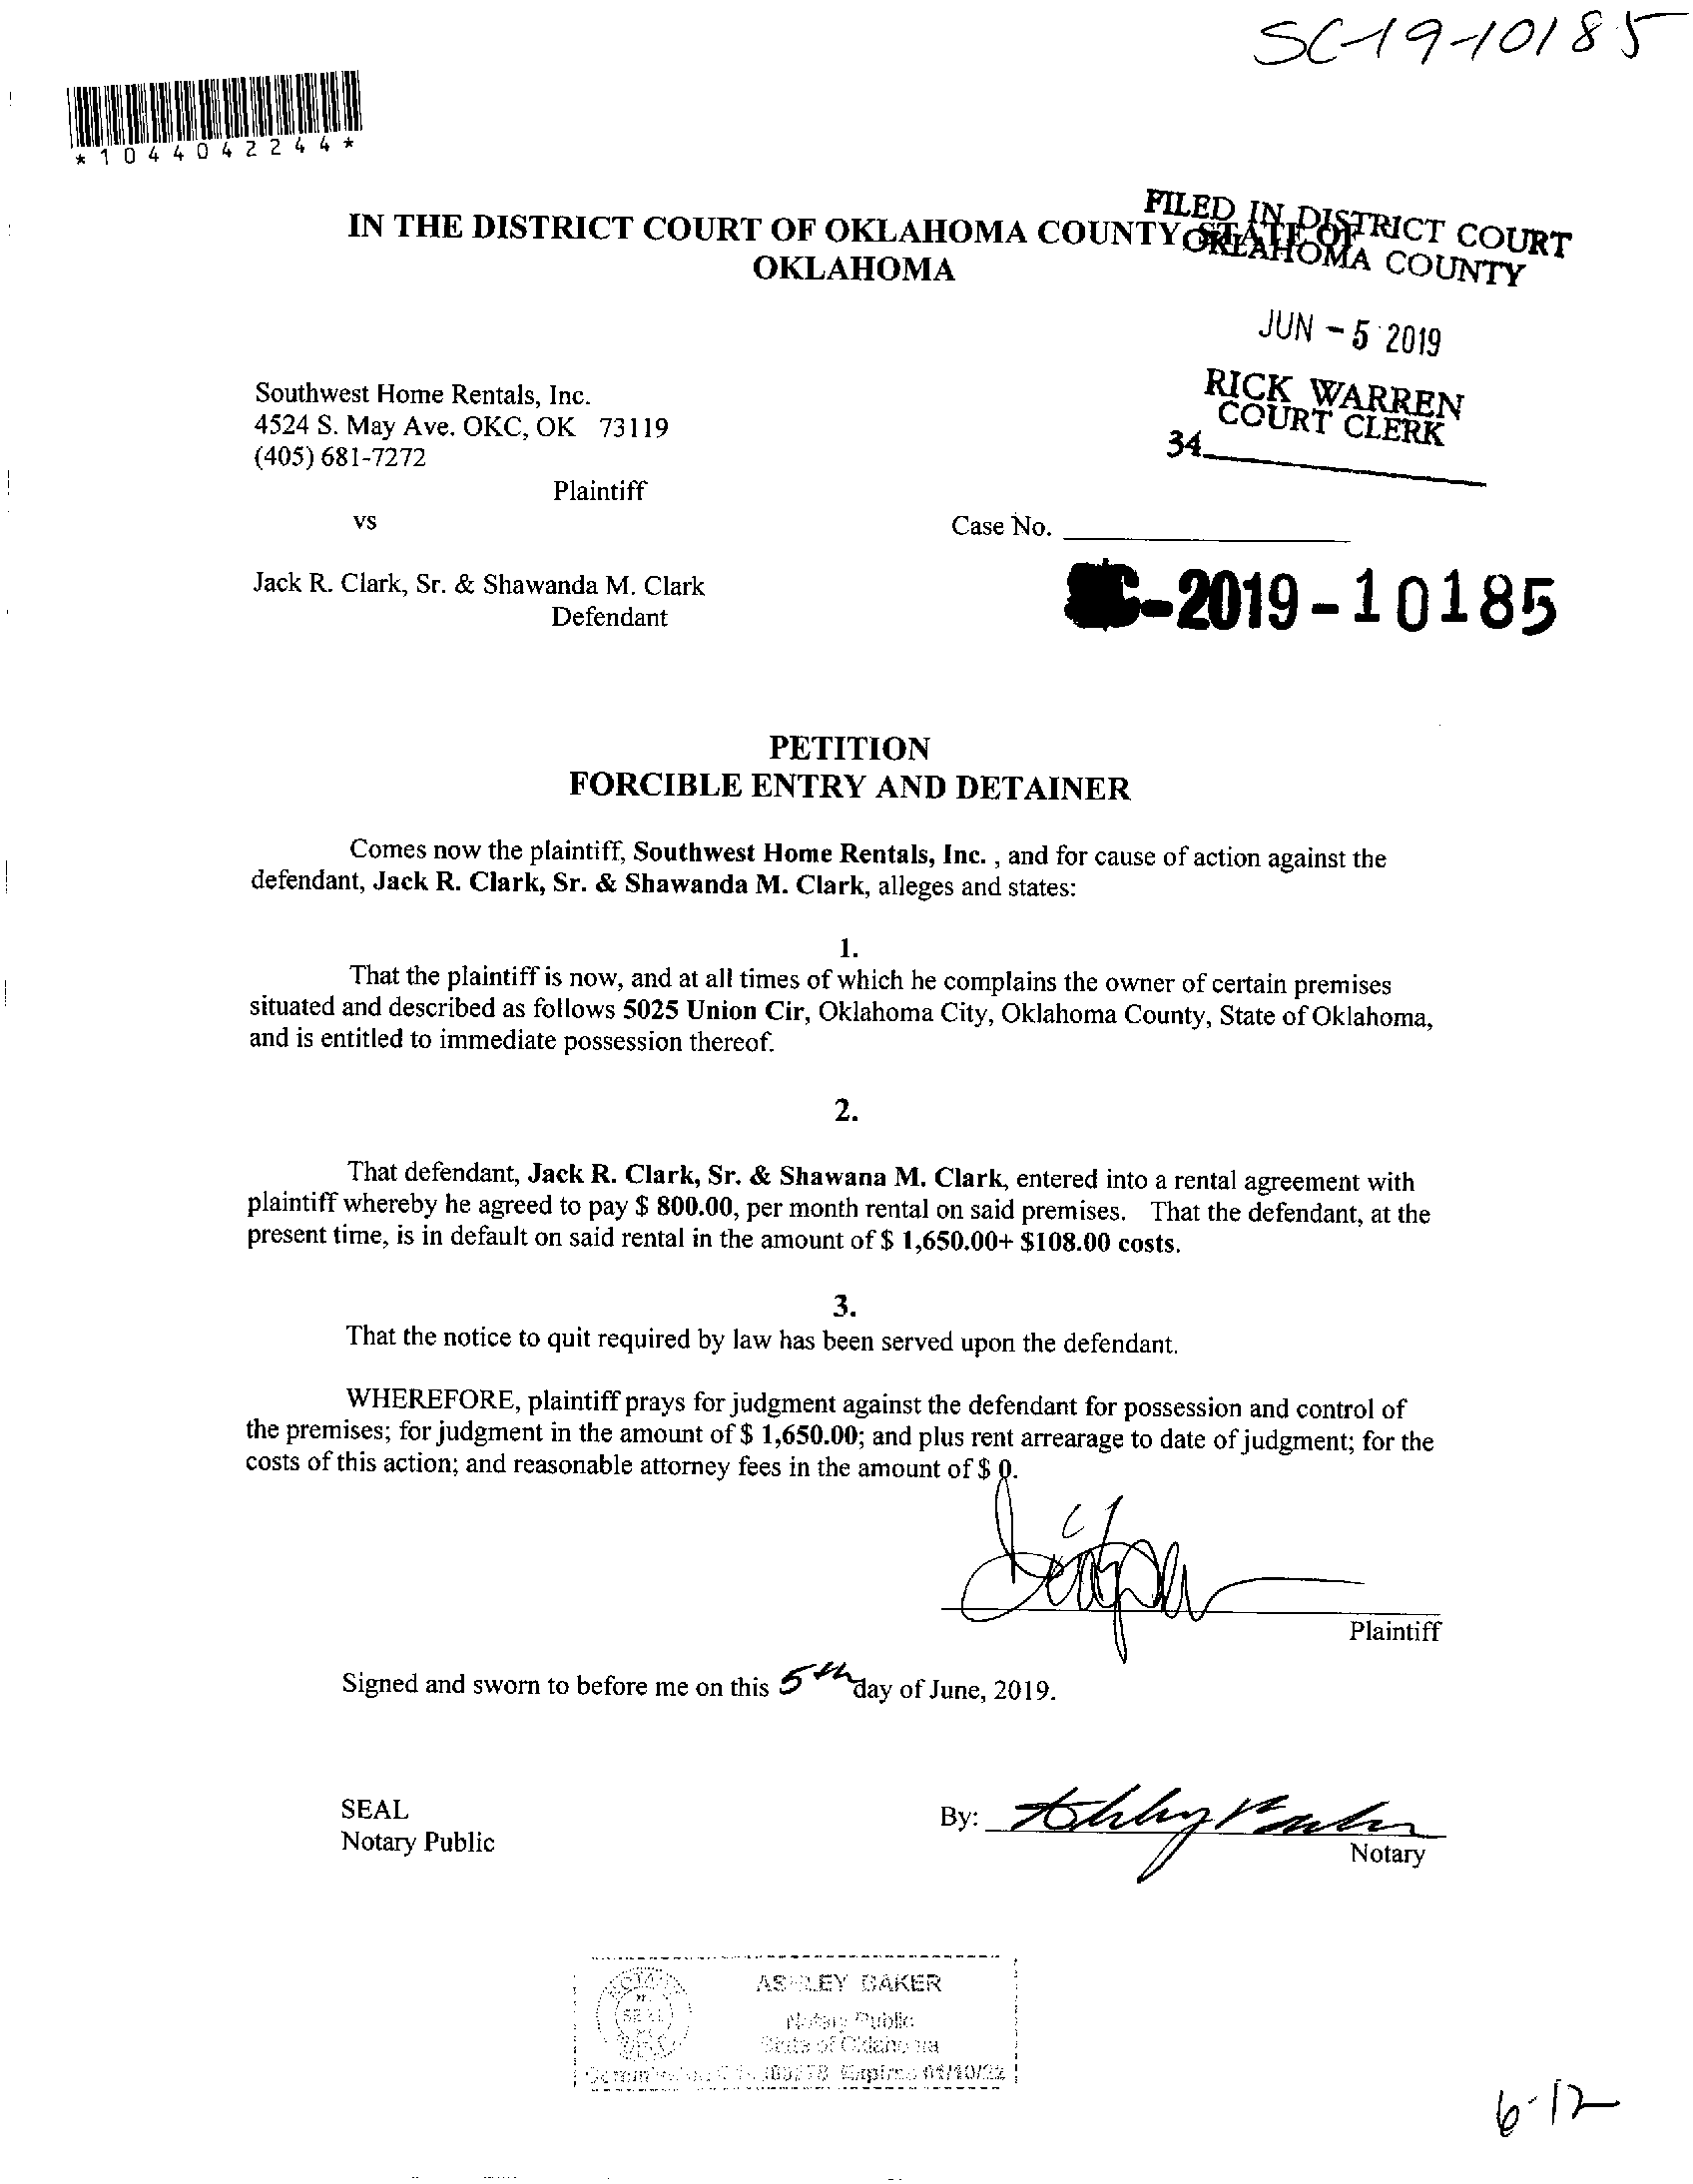 SC-19-10185
*1044042244*
FILED IN DISTRICT COURT
OKLAHOMA COUNTY
IN THE DISTRICT COURT OF OKLAHOMA COUNTY STATE OF
OKLAHOMA
JUN - 5 2019
RICK WARREN
COURT CLERK
34
Southwest Home Rentals, Inc.
4524 S. May Ave. OKC, OK 73119
(405) 681-7272
Plaintiff
vs
Case No.
Jack R. Clark, Sr. & Shawanda M. Clark
Defendant
SC-2019-10185
PETITION
FORCIBLE ENTRY AND DETAINER
Comes now the plaintiff, Southwest Home Rentals, Inc. , and for cause of action against the
defendant, Jack R. Clark, Sr. & Shawanda M. Clark, alleges and states:
1.
That the plaintiff is now, and at all times of which he complains the owner of certain premises
situated and described as follows 5025 Union Cir, Oklahoma City, Oklahoma County, State of Oklahoma,
and is entitled to immediate possession thereof.
2.
That defendant, Jack R. Clark, Sr. & Shawana M. Clark, entered into a rental agreement with
plaintiff whereby he agreed to pay $ 800.00, per month rental on said premises. That the defendant, at the
present time, is in default on said rental in the amount of $ 1,650.00+ $108.00 costs.
3.
That the notice to quit required by law has been served upon the defendant.
WHEREFORE, plaintiff prays for judgment against the defendant for possession and control of
the premises; for judgment in the amount of $ 1,650.00; and plus rent arrearage to date of judgment; for the
costs of this action; and reasonable attorney fees in the amount of $ 0.
Plaintiff
Signed and sworn to before me on this 5th day of June, 2019.
SEAL
Notary Public
By: Ashley Baker
Notary
ASHLEY BAKER
Notary Public
State of Oklahoma
Expires 01/10/22
6-12